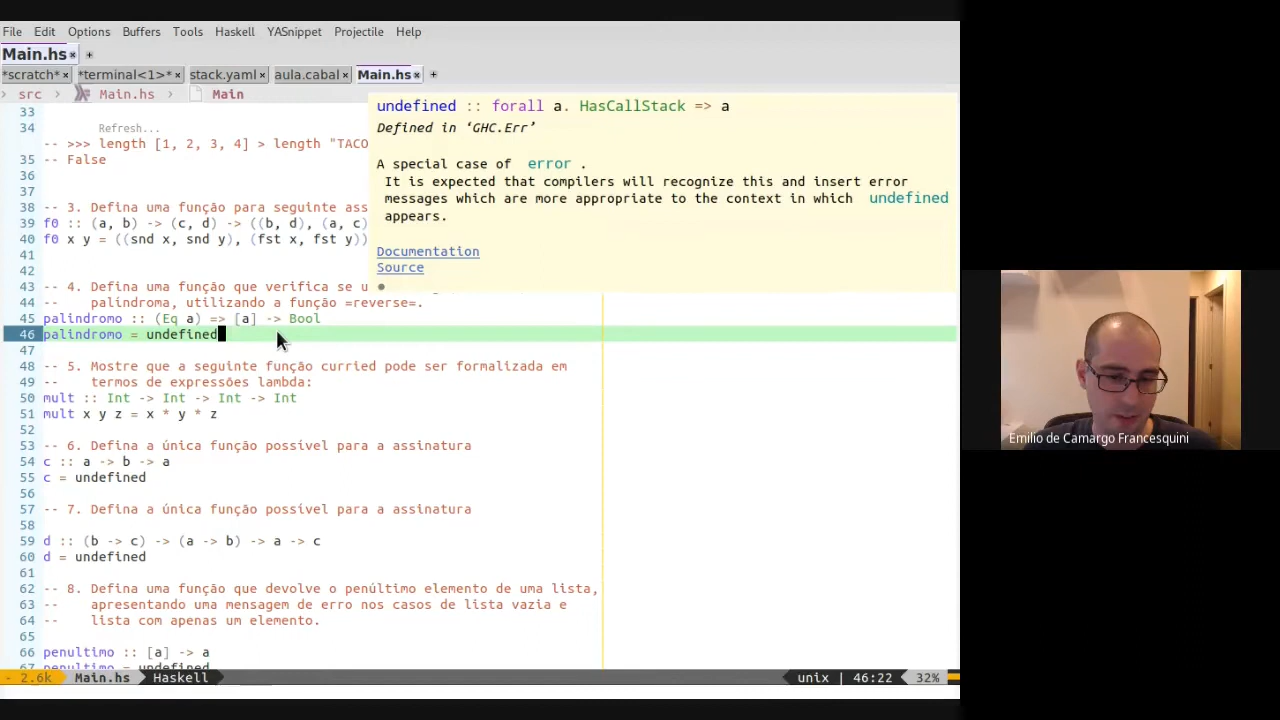 File Edit Options Buffers Tools Haskell YASnippet Projectile Help
Main.hs × +
*scratch* × *terminal<1>* × stack.yaml × aula.cabal × Main.hs × +
› src › Main.hs › Main
33
34
Refresh...
-- >>> length [1, 2, 3, 4] > length "TACO
35 -- False
36
37
38 -- 3. Defina uma função para seguinte ass
39 f0 :: (a, b) -> (c, d) -> ((b, d), (a, c)
40 f0 x y = ((snd x, snd y), (fst x, fst y))
41
42
43 -- 4. Defina uma função que verifica se u
44 -- palíndroma, utilizando a função =reverse=.
45 palindromo :: (Eq a) => [a] -> Bool
46 palindromo = undefined
47
48 -- 5. Mostre que a seguinte função curried pode ser formalizada em
49 -- termos de expressões lambda:
50 mult :: Int -> Int -> Int -> Int
51 mult x y z = x * y * z
52
53 -- 6. Defina a única função possível para a assinatura
54 c :: a -> b -> a
55 c = undefined
56
57 -- 7. Defina a única função possível para a assinatura
58
59 d :: (b -> c) -> (a -> b) -> a -> c
60 d = undefined
61
62 -- 8. Defina uma função que devolve o penúltimo elemento de uma lista,
63 -- apresentando uma mensagem de erro nos casos de lista vazia e
64 -- lista com apenas um elemento.
65
66 penultimo :: [a] -> a
67 penultimo = undefined
undefined :: forall a. HasCallStack => a
Defined in ‘GHC.Err’
A special case of error .
It is expected that compilers will recognize this and insert error
messages which are more appropriate to the context in which undefined
appears.
Documentation
Source
- 2.6k Main.hs Haskell unix | 46:22 32%
Emilio de Camargo Francesquini